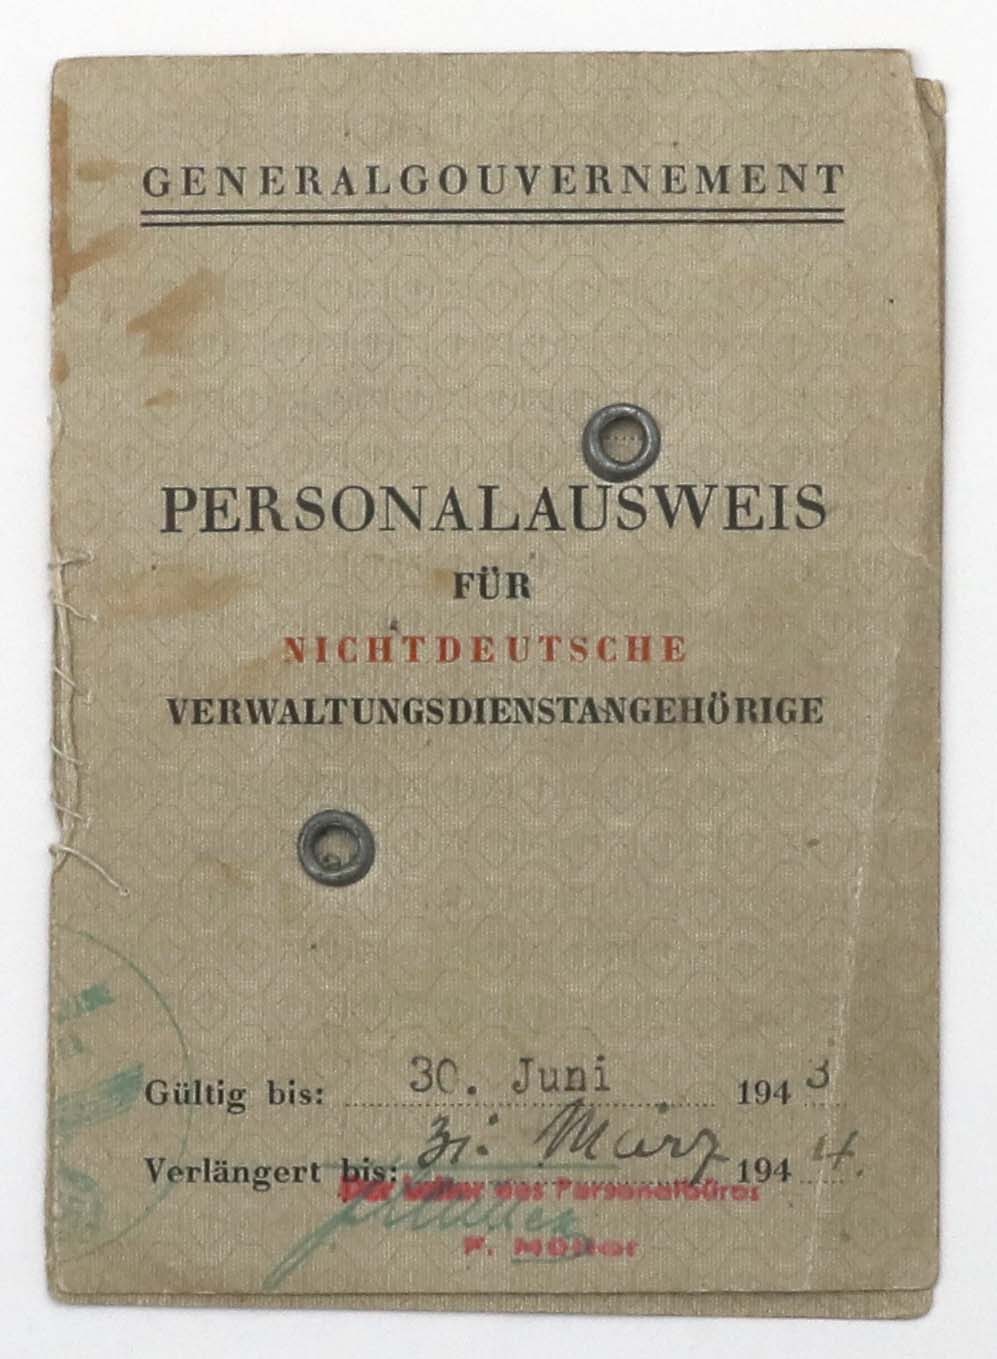 GENERALGOUVERNEMENT
PERSONALAUSWEIS
FÜR
NICHTDEUTSCHE
VERWALTUNGSDIENSTANGEHÖRIGE
Gültig bis: 30. Juni 1943
Verlängert bis: 31. März 1944.
Der Leiter des Personalbüros
F.